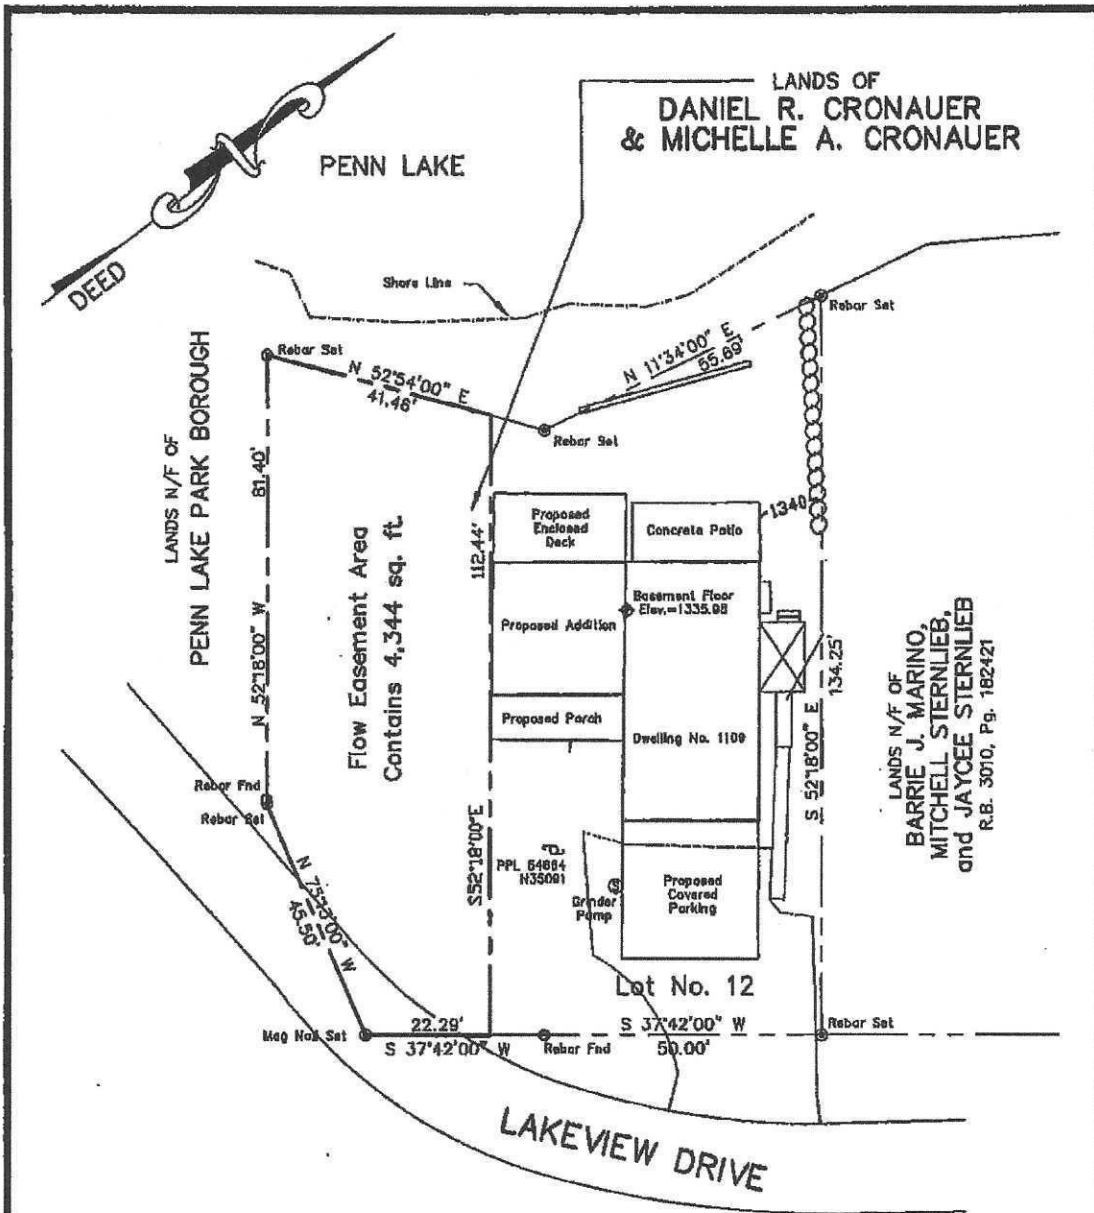 LANDS OF
DANIEL R. CRONAUER
& MICHELLE A. CRONAUER
PENN LAKE
DEED
Shore Line
Rebar Set
Rebar Set
N 52°54'00" E
41.46'
N 11°34'00" E
55.69'
Rebar Set
LANDS N/F OF
PENN LAKE PARK BOROUGH
81.40'
N 52°18'00" W
Flow Easement Area
Contains 4,344 sq. ft.
112.44'
S52°18'00"E
Proposed
Enclosed
Deck
Concrete Patio
1340
Basement Floor
Elev.=1335.98
Proposed Addition
Proposed Porch
Dwelling No. 1109
134.25'
S 52°18'00" E
LANDS N/F OF
BARRIE J. MARINO,
MITCHELL STERNLIEB,
and JAYCEE STERNLIEB
R.B. 3010, Pg. 182421
Rebar Fnd
Rebar Set
45.50'
PPL 64664
N35091
S
Grinder
Pump
Proposed
Covered
Parking
Lot No. 12
Mag Nail Set
22.29'
S 37°42'00" W
Rebar Fnd
S 37°42'00" W
50.00'
Rebar Set
LAKEVIEW DRIVE